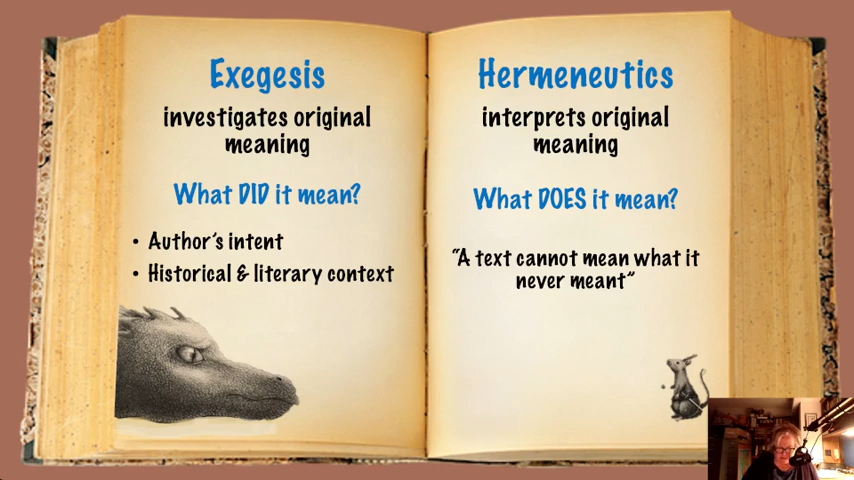 Exegesis
investigates original
meaning
What DID it mean?
• Author's intent
• Historical & literary context
Hermeneutics
interprets original
meaning
What DOES it mean?
"A text cannot mean what it
never meant"